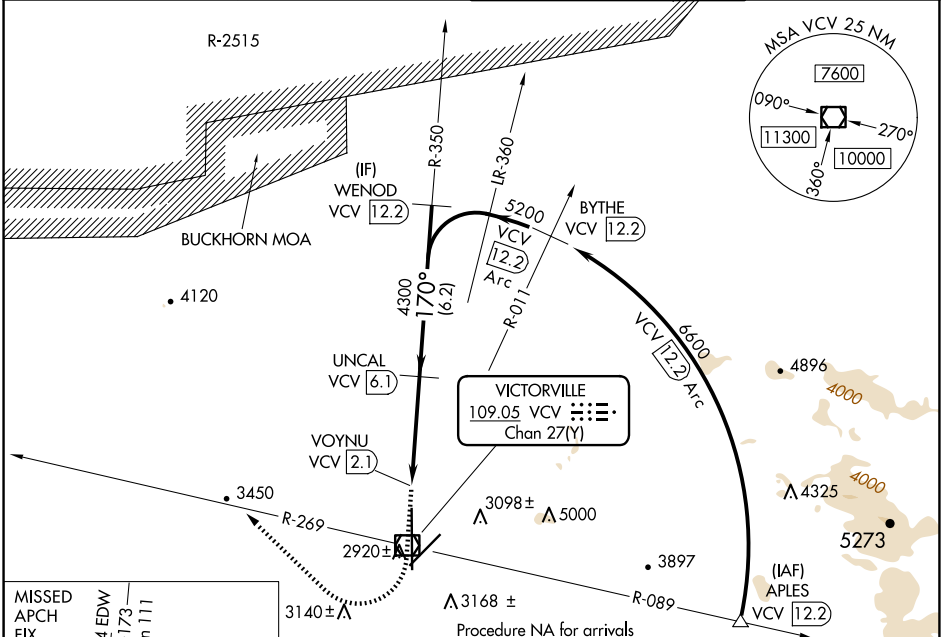 R-2515
MSA VCV 25 NM
7600
090°
11300
270°
10000
360°
R-350
LR-360
(IF)
WENOD
VCV 12.2
BUCKHORN MOA
5200
VCV
12.2
Arc
BYTHE
VCV 12.2
R-011
4120
4300
170°
(6.2)
6600
VCV 12.2 Arc
UNCAL
VCV 6.1
4896
4000
VICTORVILLE
109.05 VCV
Chan 27(Y)
VOYNU
VCV 2.1
3450
R-269
3098 ±
5000
4325
4000
5273
2920 ±
3897
(IAF)
APLES
VCV 12.2
R-089
3140 ±
3168 ±
MISSED
APCH
FIX
EDW
173
111
Procedure NA for arrivals